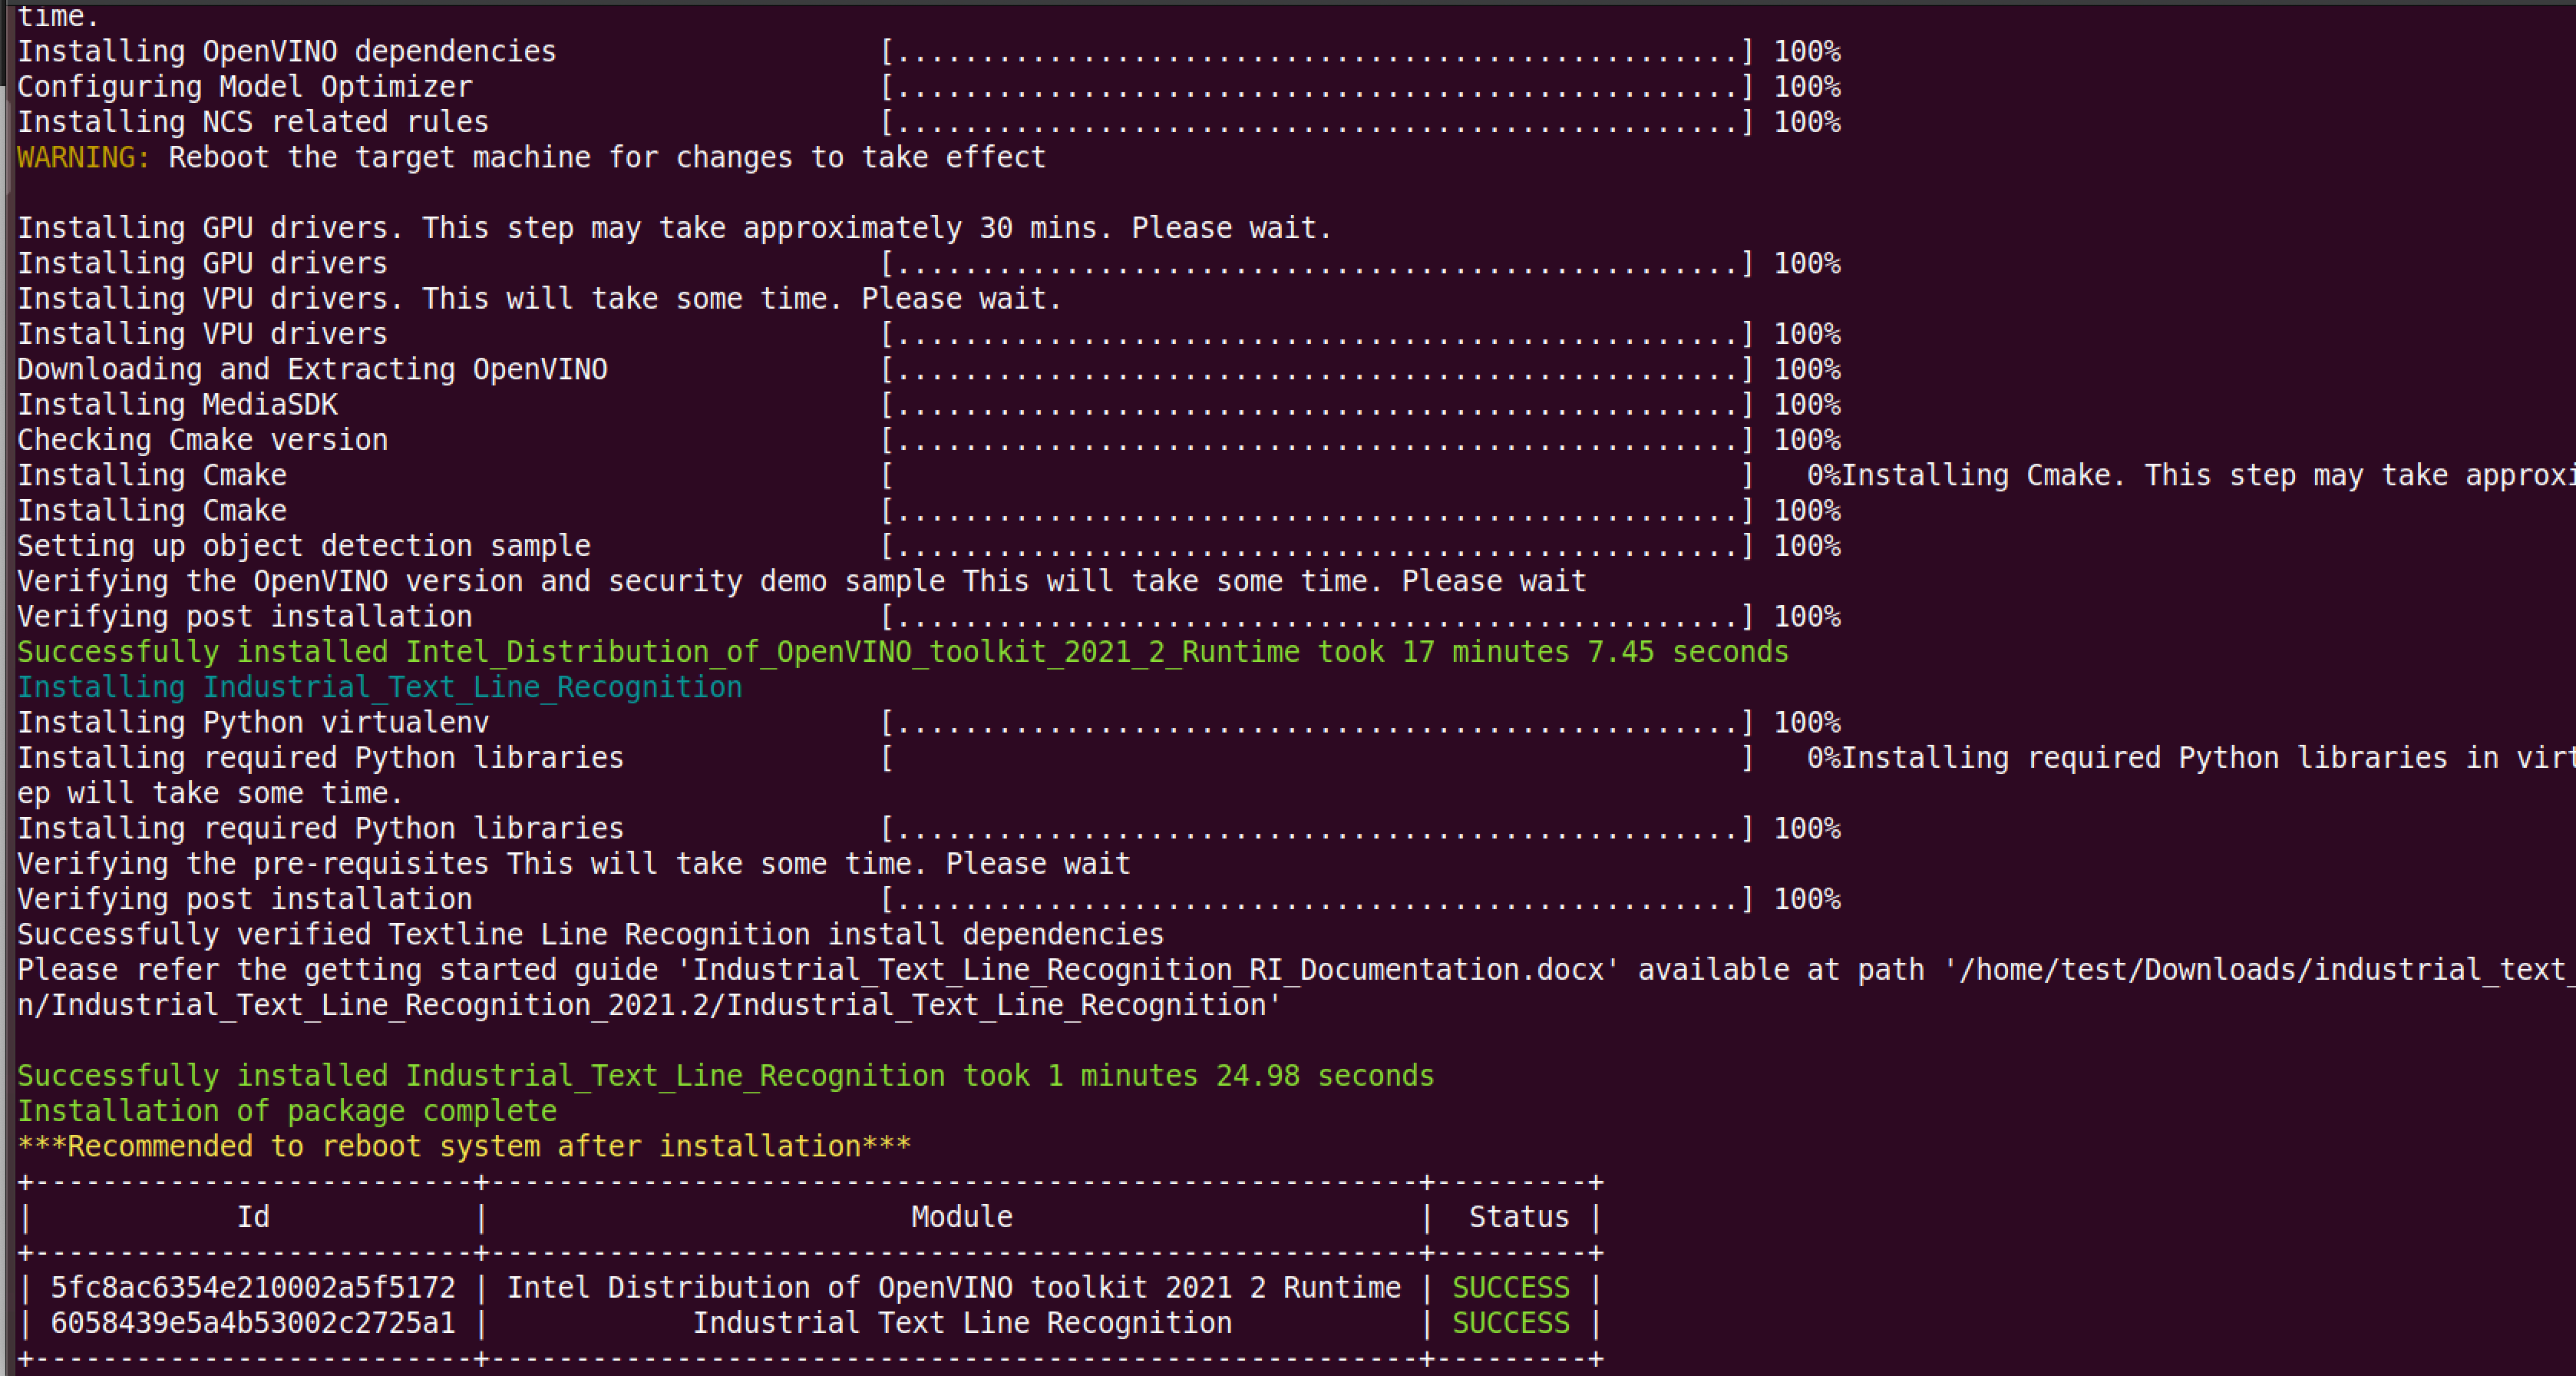 time.
Installing OpenVINO dependencies [..................................................] 100%
Configuring Model Optimizer [..................................................] 100%
Installing NCS related rules [..................................................] 100%
WARNING: Reboot the target machine for changes to take effect
Installing GPU drivers. This step may take approximately 30 mins. Please wait.
Installing GPU drivers [..................................................] 100%
Installing VPU drivers. This will take some time. Please wait.
Installing VPU drivers [..................................................] 100%
Downloading and Extracting OpenVINO [..................................................] 100%
Installing MediaSDK [..................................................] 100%
Checking Cmake version [..................................................] 100%
Installing Cmake [ ] 0%Installing Cmake. This step may take approxi
Installing Cmake [..................................................] 100%
Setting up object detection sample [..................................................] 100%
Verifying the OpenVINO version and security demo sample This will take some time. Please wait
Verifying post installation [..................................................] 100%
Successfully installed Intel_Distribution_of_OpenVINO_toolkit_2021_2_Runtime took 17 minutes 7.45 seconds
Installing Industrial_Text_Line_Recognition
Installing Python virtualenv [..................................................] 100%
Installing required Python libraries [ ] 0%Installing required Python libraries in virt
ep will take some time.
Installing required Python libraries [..................................................] 100%
Verifying the pre-requisites This will take some time. Please wait
Verifying post installation [..................................................] 100%
Successfully verified Textline Line Recognition install dependencies
Please refer the getting started guide 'Industrial_Text_Line_Recognition_RI_Documentation.docx' available at path '/home/test/Downloads/industrial_text_
n/Industrial_Text_Line_Recognition_2021.2/Industrial_Text_Line_Recognition'
Successfully installed Industrial_Text_Line_Recognition took 1 minutes 24.98 seconds
Installation of package complete
***Recommended to reboot system after installation***
+--------------------------+-------------------------------------------------------+---------+
| Id | Module | Status |
+--------------------------+-------------------------------------------------------+---------+
| 5fc8ac6354e210002a5f5172 | Intel Distribution of OpenVINO toolkit 2021 2 Runtime | SUCCESS |
| 6058439e5a4b53002c2725a1 | Industrial Text Line Recognition | SUCCESS |
+--------------------------+-------------------------------------------------------+---------+